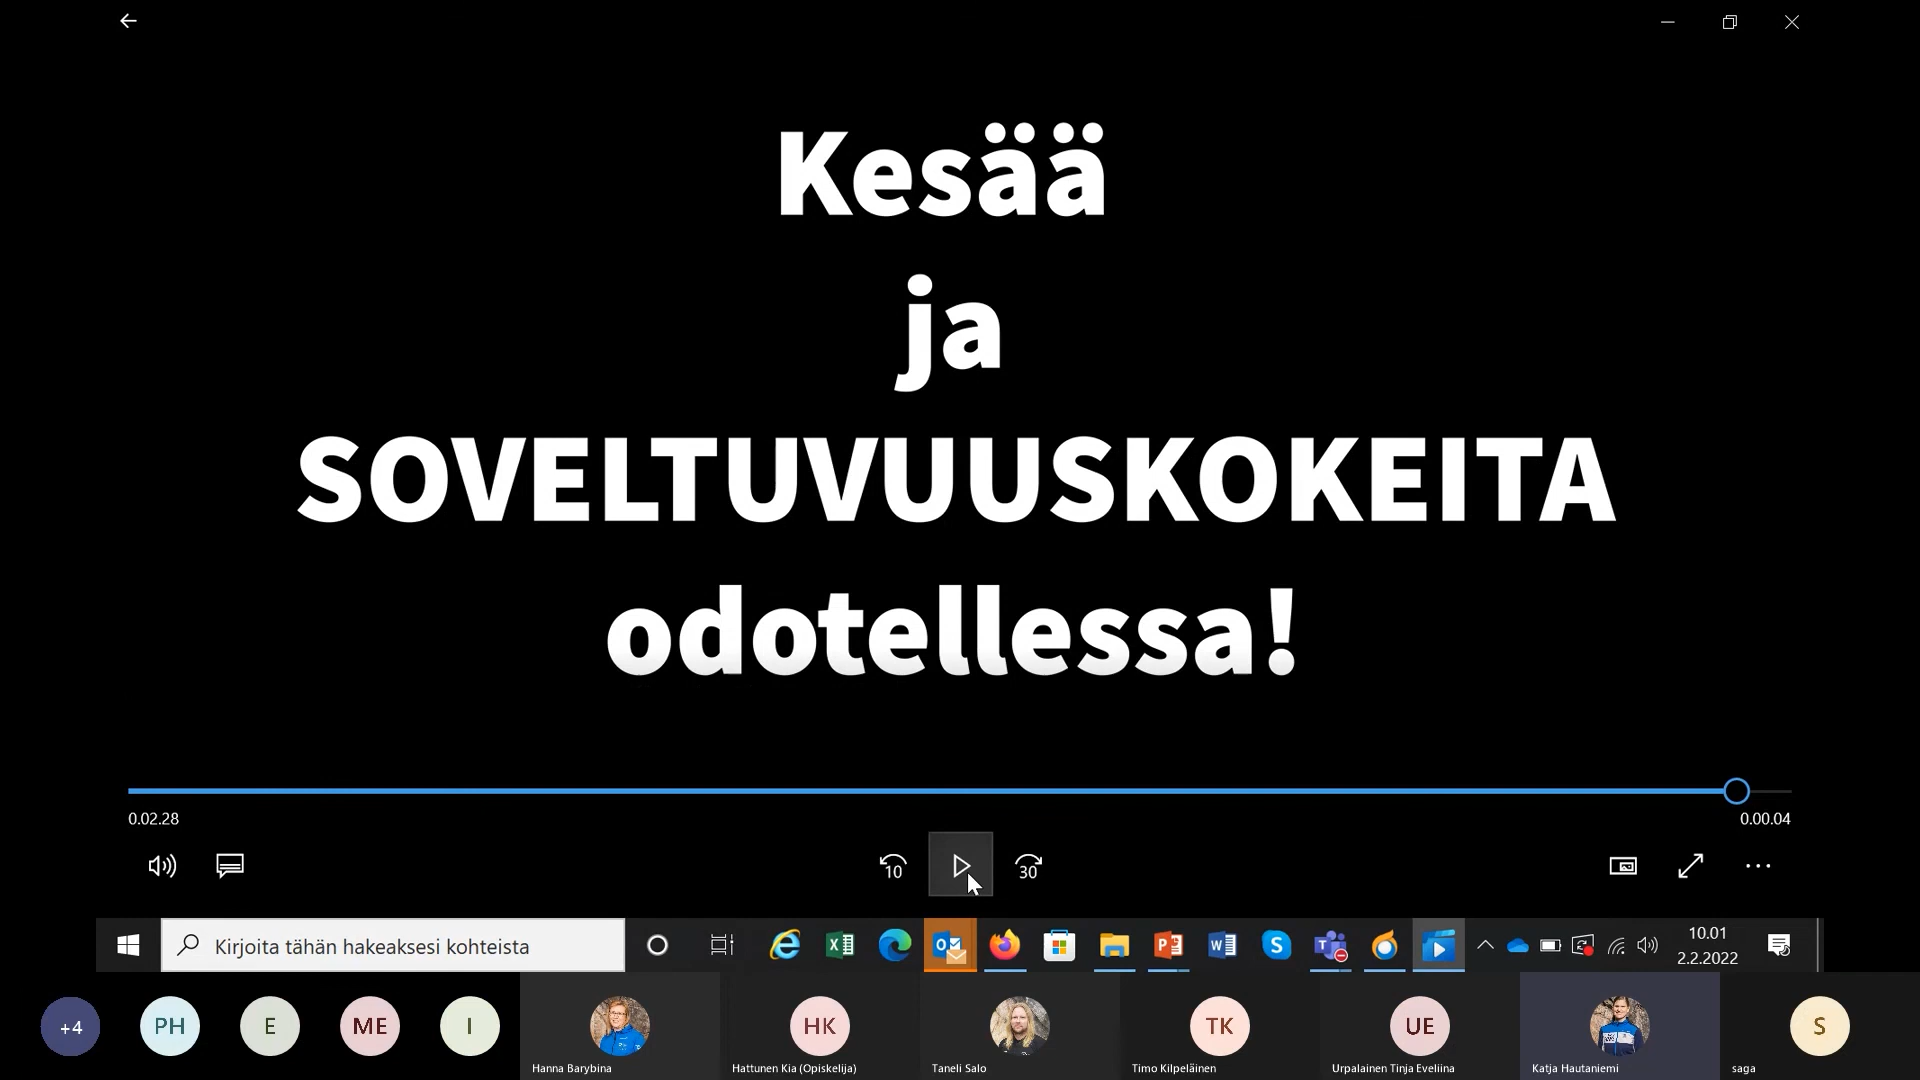 Kesää
ja
SOVELTUVUUSKOKEITA
odotellessa!
0.02.28
0.00.04
10
30
Kirjoita tähän hakeaksesi kohteista
10.01
2.2.2022
+4
PH
E
ME
I
HK
TK
UE
S
Hanna Barybina
Hattunen Kia (Opiskelija)
Taneli Salo
Timo Kilpeläinen
Urpalainen Tinja Eveliina
Katja Hautaniemi
saga